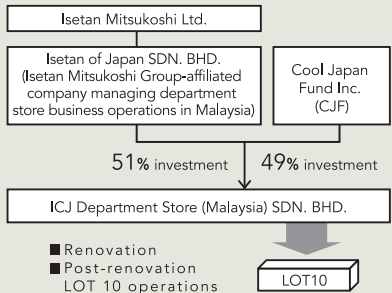 Isetan Mitsukoshi Ltd.
Isetan of Japan SDN. BHD.
(Isetan Mitsukoshi Group-affiliated
company managing department
store business operations in Malaysia)
Cool Japan
Fund Inc.
(CJF)
51% investment
49% investment
ICJ Department Store (Malaysia) SDN. BHD.
■ Renovation
■ Post-renovation
LOT 10 operations
LOT10